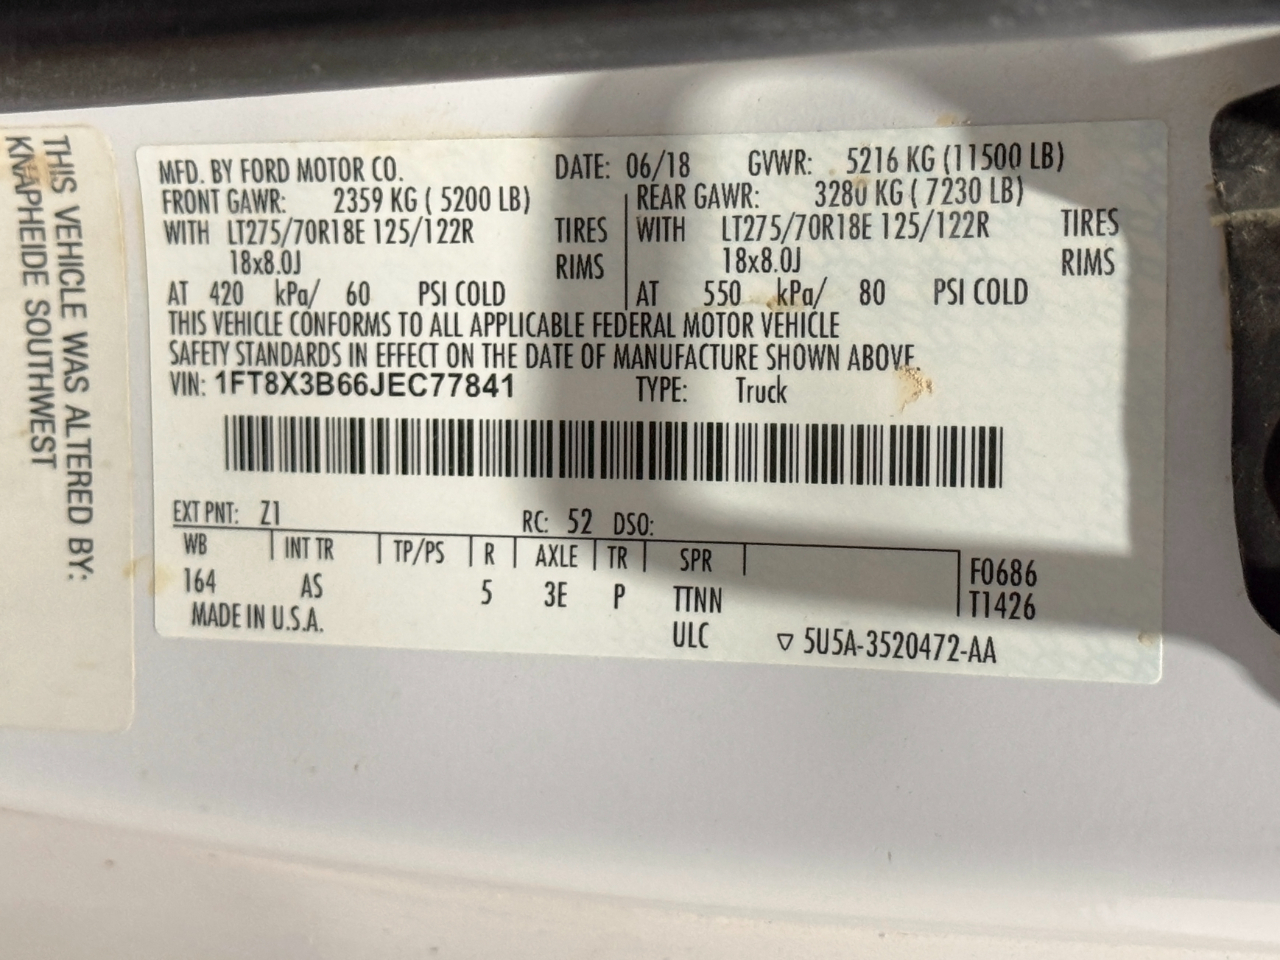 THIS VEHICLE WAS ALTERED BY:
KNAPHEIDE SOUTHWEST
MFD. BY FORD MOTOR CO. DATE: 06/18 GVWR: 5216 KG (11500 LB)
FRONT GAWR: 2359 KG ( 5200 LB) REAR GAWR: 3280 KG ( 7230 LB)
WITH LT275/70R18E 125/122R TIRES WITH LT275/70R18E 125/122R TIRES
18x8.0J RIMS 18x8.0J RIMS
AT 420 kPa/ 60 PSI COLD AT 550 kPa/ 80 PSI COLD
THIS VEHICLE CONFORMS TO ALL APPLICABLE FEDERAL MOTOR VEHICLE
SAFETY STANDARDS IN EFFECT ON THE DATE OF MANUFACTURE SHOWN ABOVE.
VIN: 1FT8X3B66JEC77841 TYPE: Truck
EXT PNT: Z1 RC: 52 DSO:
WB INT TR TP/PS R AXLE TR SPR F0686
164 AS 5 3E P TTNN T1426
MADE IN U.S.A. ULC ▽ 5U5A-3520472-AA